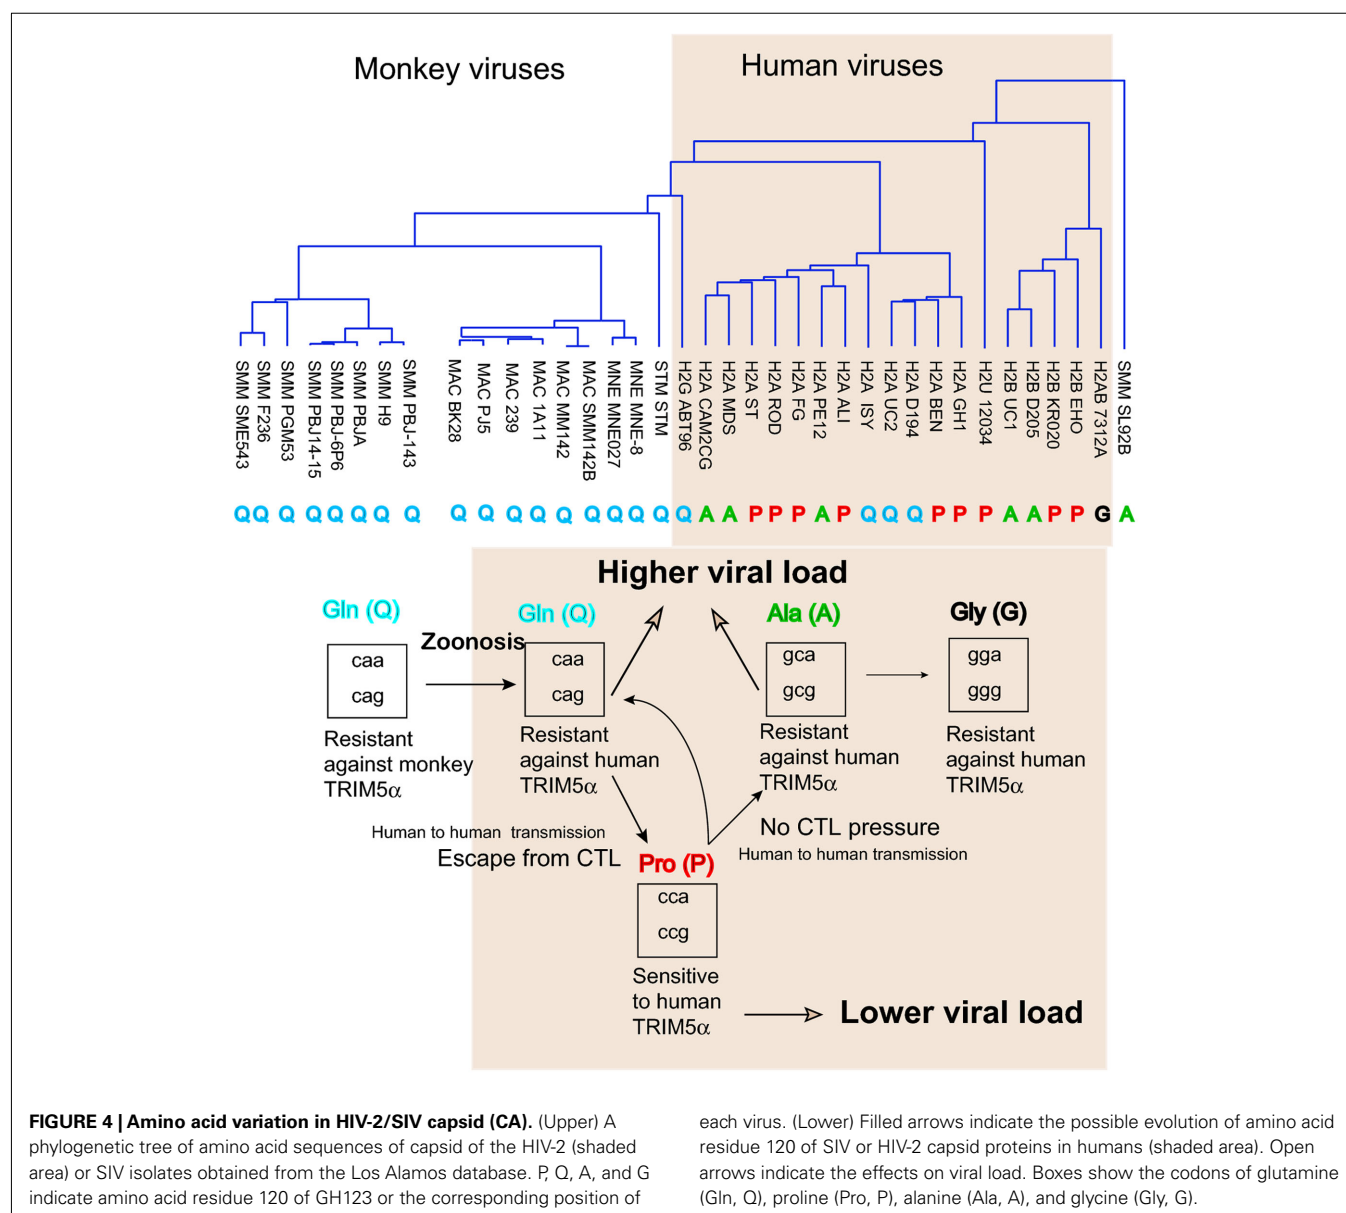 Monkey viruses
Human viruses
SMM SME543
SMM F236
SMM PGM53
SMM PBJ14-15
SMM PBJ-6P6
SMM PBJA
SMM H9
SMM PBJ-143
MAC BK28
MAC PJ5
MAC 239
MAC 1A11
MAC MM142
MAC SMM142B
MNE MNE027
MNE MNE-8
STM STM
H2G ABT96
H2A CAM2CG
H2A MDS
H2A ST
H2A ROD
H2A FG
H2A PE12
H2A ALI
H2A ISY
H2A UC2
H2A D194
H2A BEN
H2A GH1
H2U 12034
H2B UC1
H2B D205
H2B KR020
H2B EHO
H2AB 7312A
SMM SL92B
Q Q Q Q Q Q Q Q Q Q Q Q Q Q Q Q Q Q A A P P P A P Q Q Q P P P A A P P G A
Higher viral load
Gln (Q)
caa
cag
Resistant
against monkey
TRIM5α
Zoonosis
Gln (Q)
caa
cag
Resistant
against human
TRIM5α
Ala (A)
gca
gcg
Resistant
against human
TRIM5α
Gly (G)
gga
ggg
Resistant
against human
TRIM5α
Human to human transmission
Escape from CTL
No CTL pressure
Human to human transmission
Pro (P)
cca
ccg
Sensitive
to human
TRIM5α
Lower viral load
FIGURE 4 | Amino acid variation in HIV-2/SIV capsid (CA). (Upper) A
phylogenetic tree of amino acid sequences of capsid of the HIV-2 (shaded
area) or SIV isolates obtained from the Los Alamos database. P, Q, A, and G
indicate amino acid residue 120 of GH123 or the corresponding position of
each virus. (Lower) Filled arrows indicate the possible evolution of amino acid
residue 120 of SIV or HIV-2 capsid proteins in humans (shaded area). Open
arrows indicate the effects on viral load. Boxes show the codons of glutamine
(Gln, Q), proline (Pro, P), alanine (Ala, A), and glycine (Gly, G).